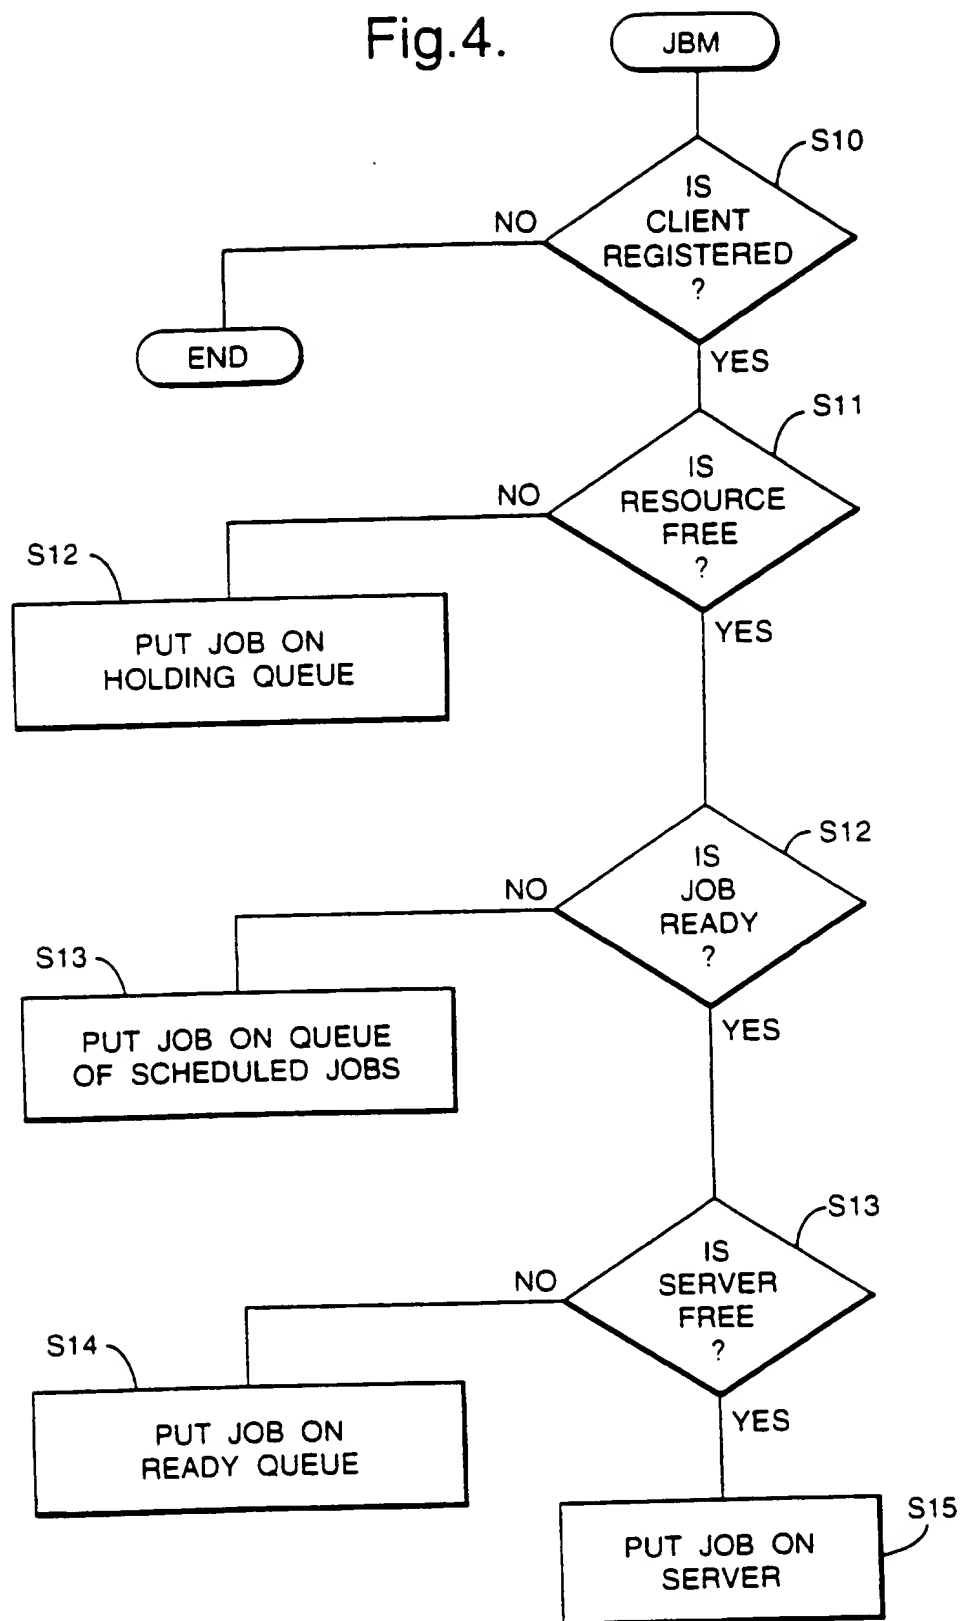 Fig.4.
JBM
S10
IS
CLIENT
REGISTERED
?
NO
END
YES
S11
IS
RESOURCE
FREE
?
NO
S12
PUT JOB ON
HOLDING QUEUE
YES
S12
IS
JOB
READY
?
NO
S13
PUT JOB ON QUEUE
OF SCHEDULED JOBS
YES
S13
IS
SERVER
FREE
?
NO
S14
PUT JOB ON
READY QUEUE
YES
S15
PUT JOB ON
SERVER